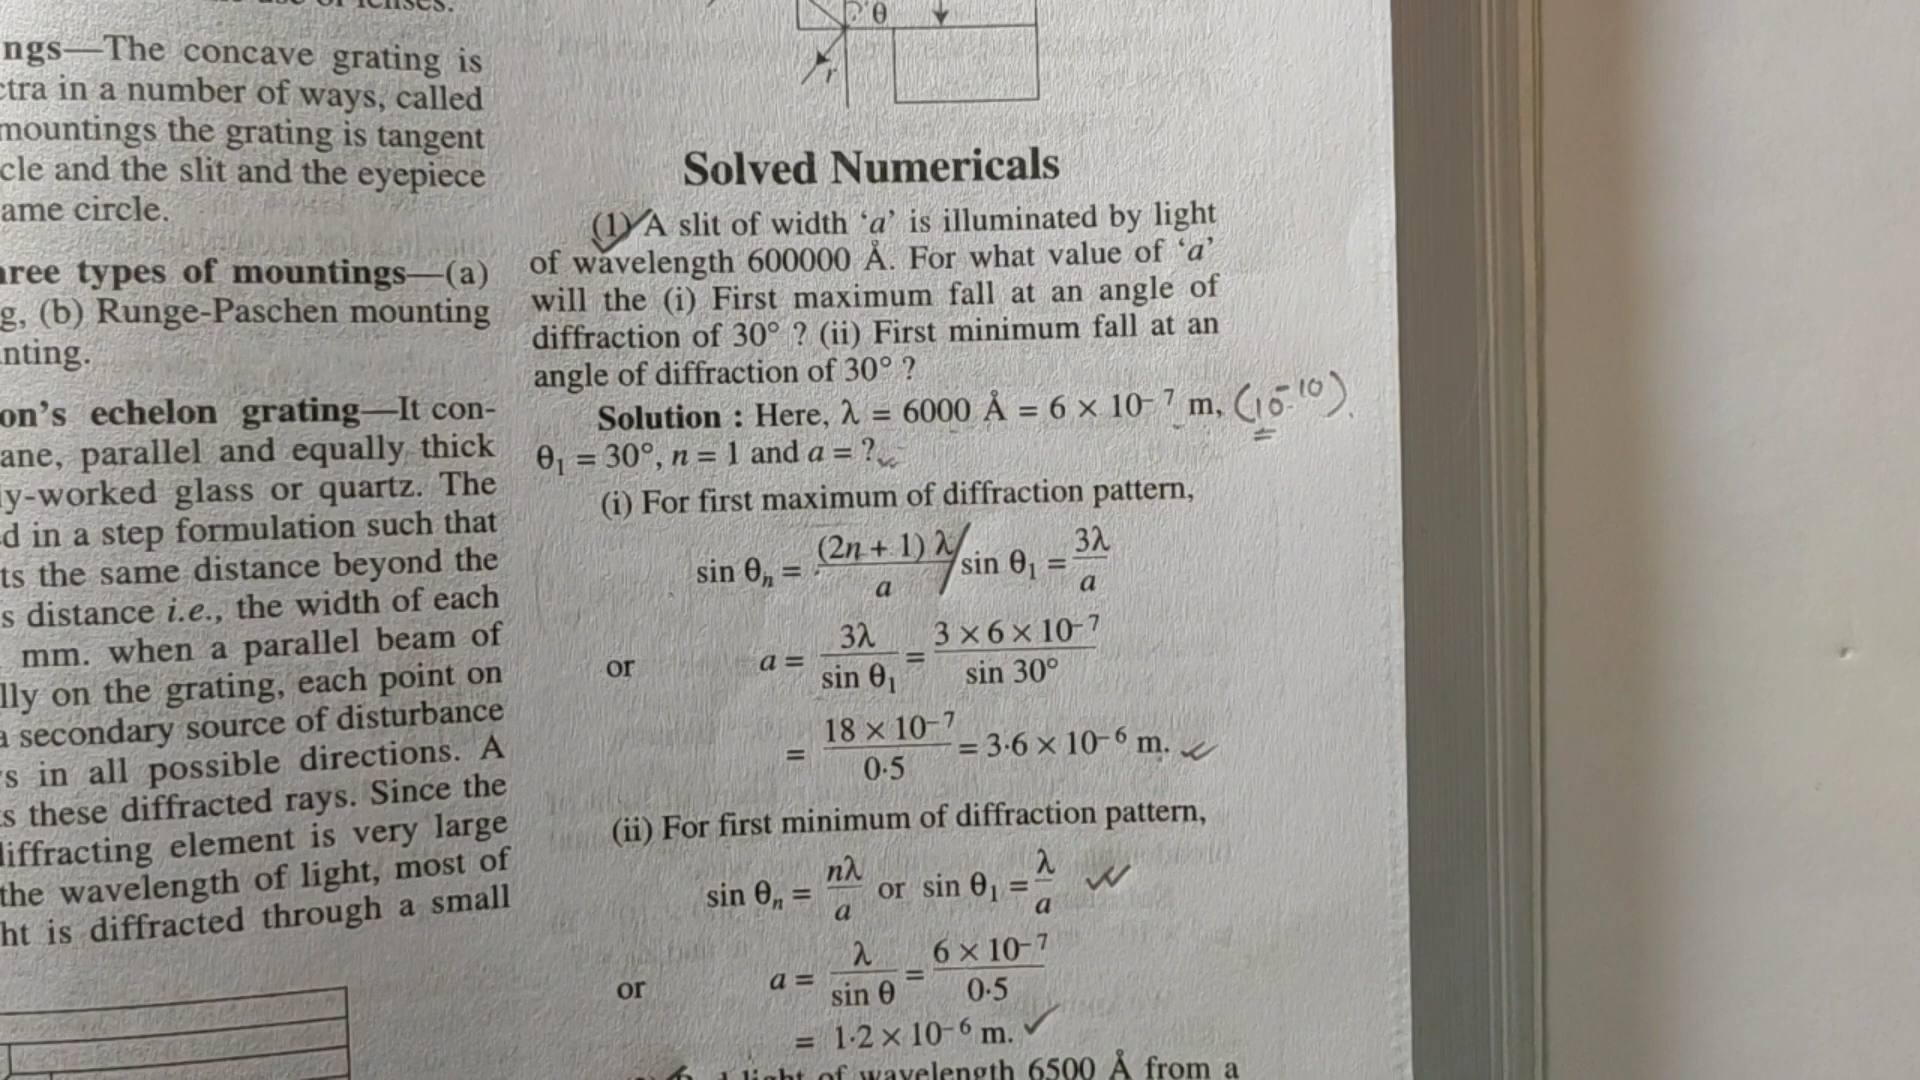 ngs—The concave grating is
ctra in a number of ways, called
mountings the grating is tangent
cle and the slit and the eyepiece
ame circle.
ree types of mountings—(a)
g, (b) Runge-Paschen mounting
nting.
on's echelon grating—It con-
ane, parallel and equally thick
y-worked glass or quartz. The
d in a step formulation such that
ts the same distance beyond the
s distance i.e., the width of each
mm. when a parallel beam of
lly on the grating, each point on
a secondary source of disturbance
s in all possible directions. A
s these diffracted rays. Since the
diffracting element is very large
the wavelength of light, most of
ht is diffracted through a small
θ
r
Solved Numericals
(1) A slit of width 'a' is illuminated by light
of wavelength 600000 Å. For what value of 'a'
will the (i) First maximum fall at an angle of
diffraction of 30° ? (ii) First minimum fall at an
angle of diffraction of 30° ?
Solution : Here, λ = 6000 Å = 6 × 10⁻⁷ m, (10⁻¹⁰).
θ₁ = 30°, n = 1 and a = ?
(i) For first maximum of diffraction pattern,
sin θₙ = (2n + 1) λ / a sin θ₁ = 3λ / a
or a = 3λ / sin θ₁ = 3 × 6 × 10⁻⁷ / sin 30°
= 18 × 10⁻⁷ / 0·5 = 3·6 × 10⁻⁶ m.
(ii) For first minimum of diffraction pattern,
sin θₙ = nλ / a or sin θ₁ = λ / a
or a = λ / sin θ = 6 × 10⁻⁷ / 0·5
= 1·2 × 10⁻⁶ m.
light of wavelength 6500 Å from a